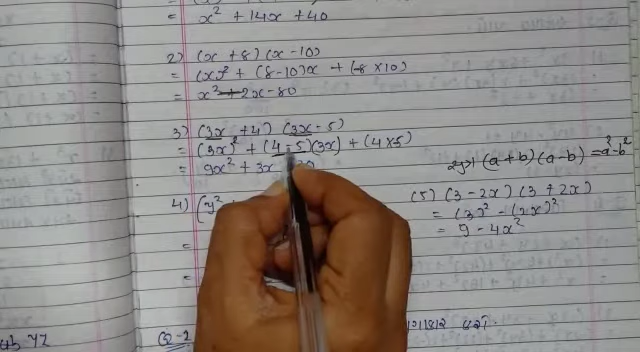 = x² + 14x + 40
2) (x + 8) (x - 10)
= (x)² + (8-10)x + (-8 × 10)
= x² + 2x - 80
3) (3x + 4) (3x - 5)
= (3x)² + (4-5)(3x) + (4×5)
= 9x² + 3x
4) (y²
=
=
(a+b) (a-b) = a² - b²
(5) (3 - 2x) (3 + 2x)
= (3)² - (2x)²
= 9 - 4x²
Q-2